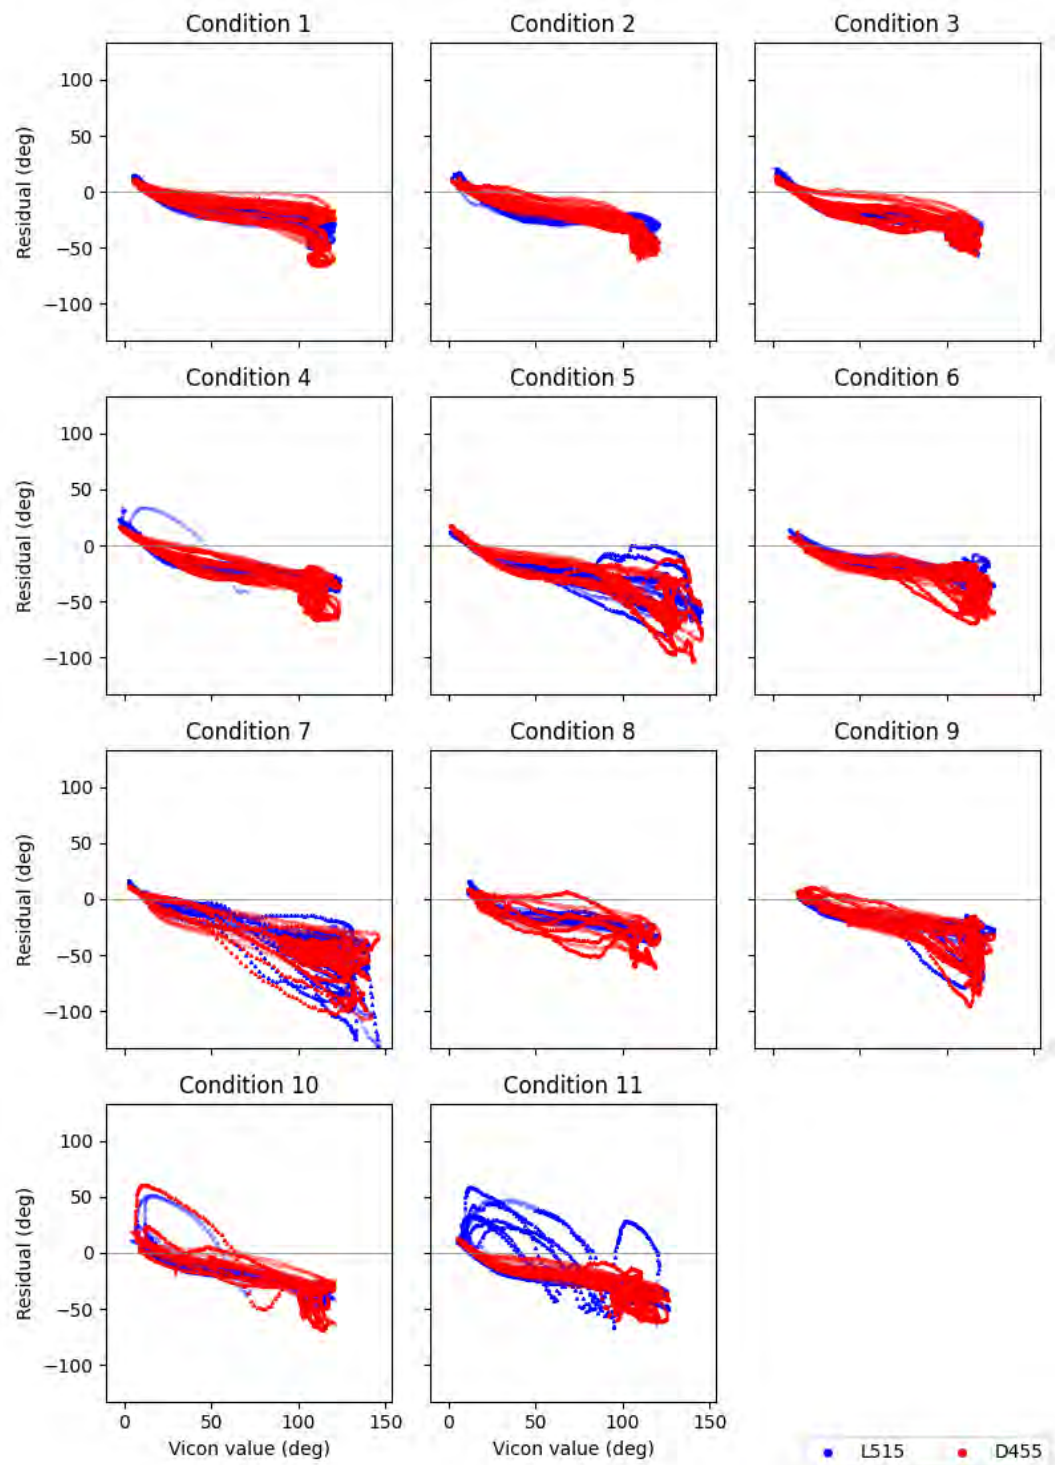 Condition 1 Condition 2 Condition 3
100
50
0
−50
−100
Residual (deg)
Condition 4 Condition 5 Condition 6
100
50
0
−50
−100
Residual (deg)
Condition 7 Condition 8 Condition 9
100
50
0
−50
−100
Residual (deg)
Condition 10 Condition 11
100
50
0
−50
−100
Residual (deg)
0 50 100 150 0 50 100 150
Vicon value (deg) Vicon value (deg)
L515 D455